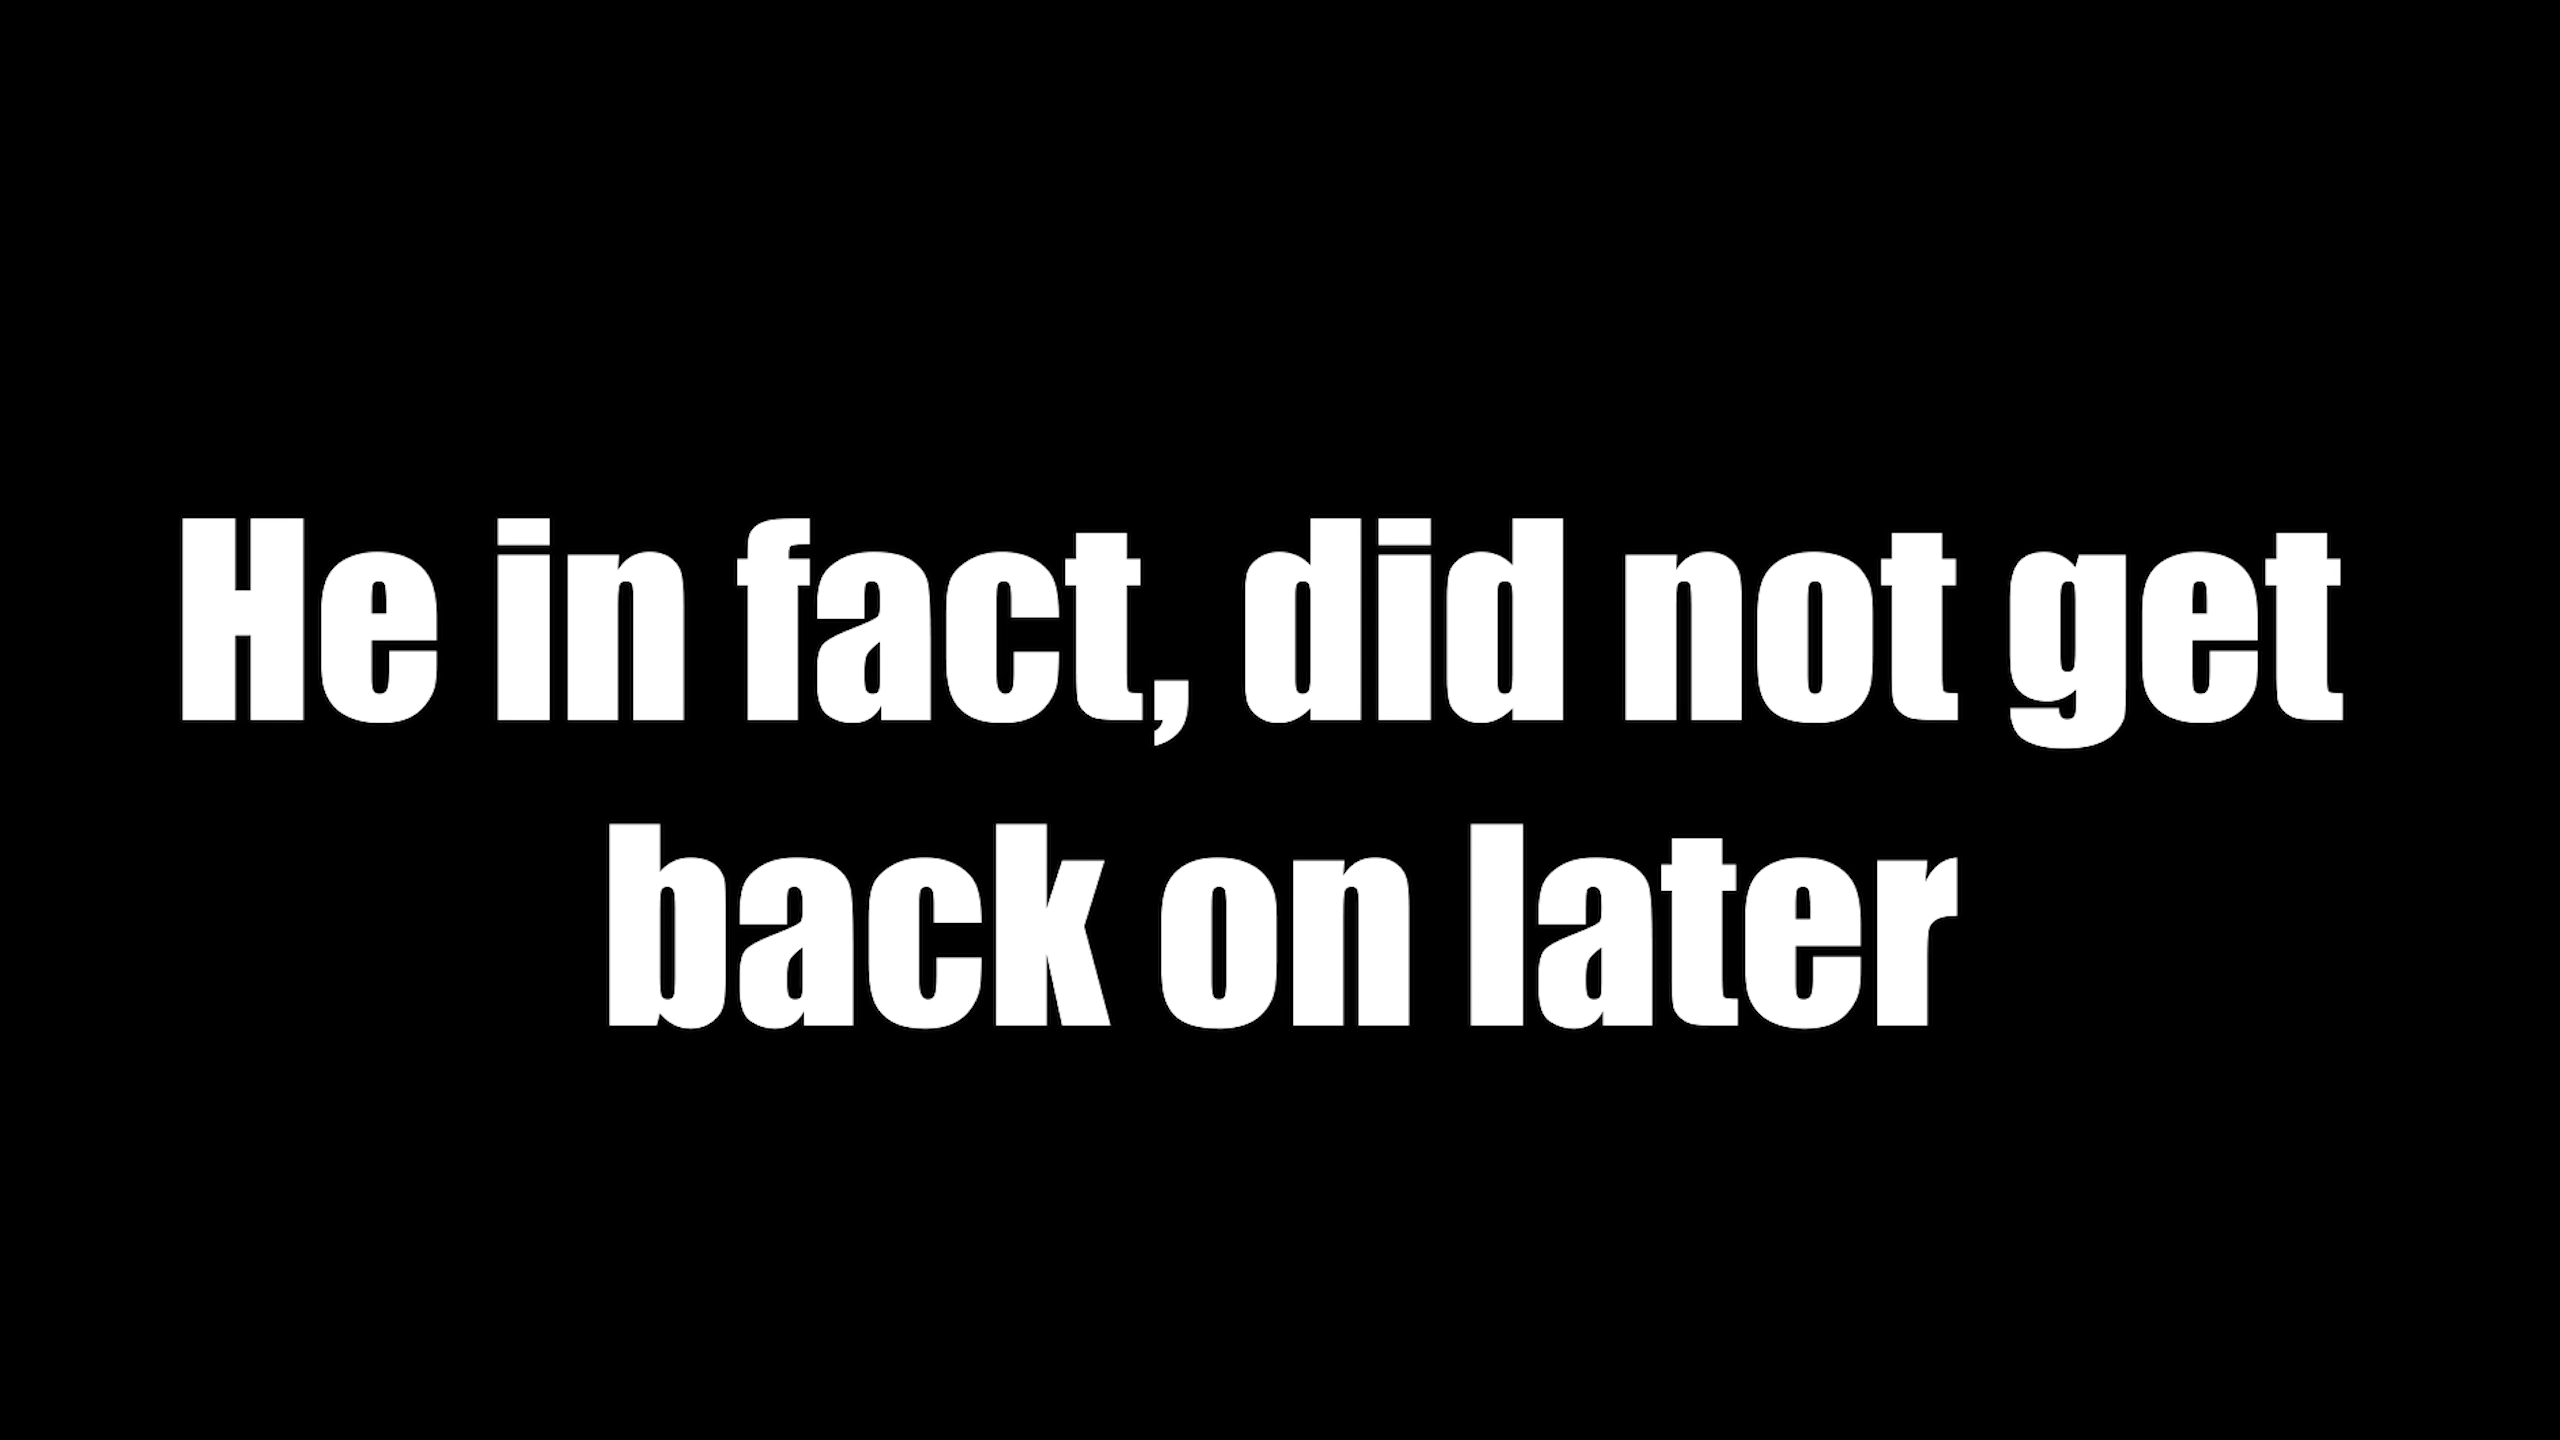 He in fact, did not get
back on later